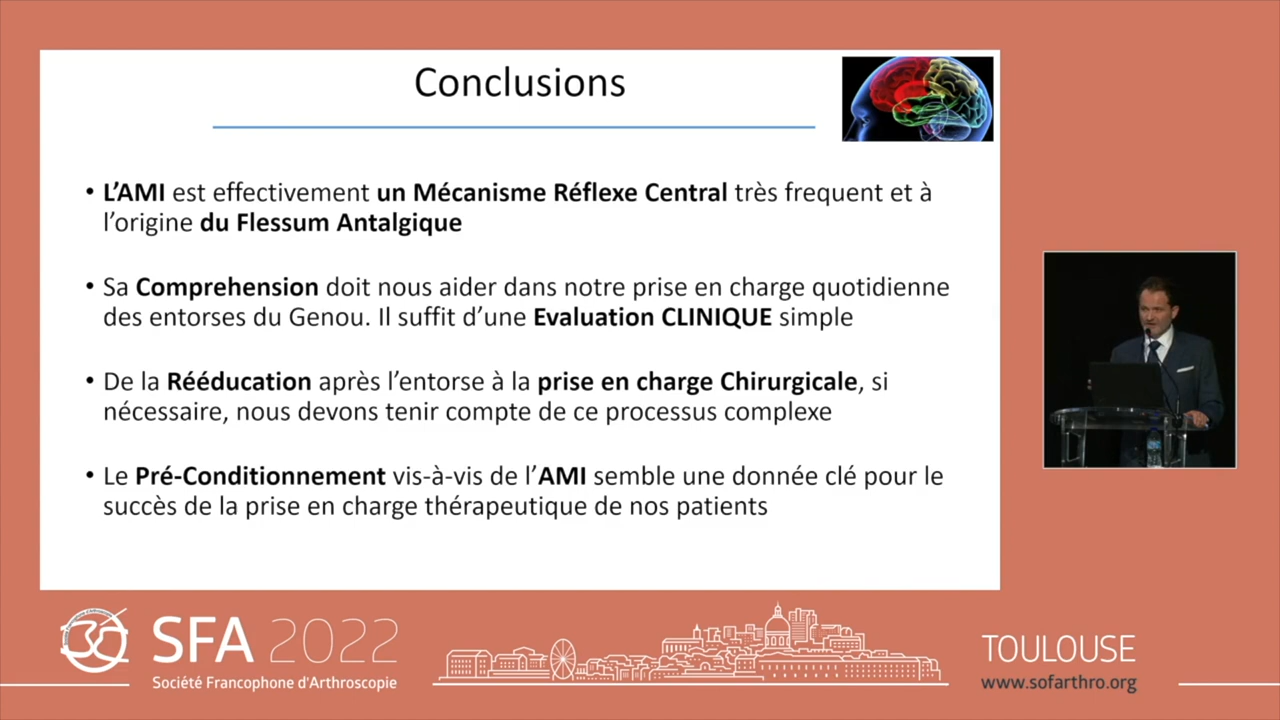 Conclusions
• L'AMI est effectivement un Mécanisme Réflexe Central très frequent et à
l'origine du Flessum Antalgique
• Sa Comprehension doit nous aider dans notre prise en charge quotidienne
des entorses du Genou. Il suffit d'une Evaluation CLINIQUE simple
• De la Rééducation après l'entorse à la prise en charge Chirurgicale, si
nécessaire, nous devons tenir compte de ce processus complexe
• Le Pré-Conditionnement vis-à-vis de l'AMI semble une donnée clé pour le
succès de la prise en charge thérapeutique de nos patients
30
SFA 2022
Société Francophone d'Arthroscopie
TOULOUSE
www.sofarthro.org